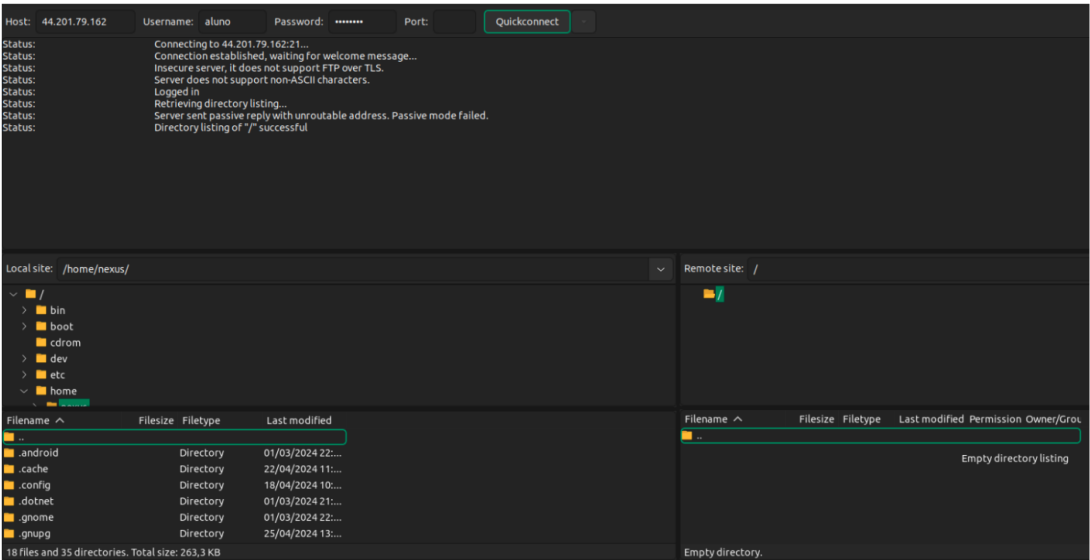 Host: 44.201.79.162 Username: aluno Password: •••••••• Port: Quickconnect
Status: Connecting to 44.201.79.162:21...
Status: Connection established, waiting for welcome message...
Status: Insecure server, it does not support FTP over TLS.
Status: Server does not support non-ASCII characters.
Status: Logged in
Status: Retrieving directory listing...
Status: Server sent passive reply with unroutable address. Passive mode failed.
Status: Directory listing of "/" successful
Local site: /home/nexus/
/
bin
boot
cdrom
dev
etc
home
Filename Filesize Filetype Last modified
..
.android Directory 01/03/2024 22:...
.cache Directory 22/04/2024 11:...
.config Directory 18/04/2024 10:...
.dotnet Directory 01/03/2024 21:...
.gnome Directory 01/03/2024 22:...
.gnupg Directory 25/04/2024 13:...
18 files and 35 directories. Total size: 263,3 KB
Remote site: /
/
Filename Filesize Filetype Last modified Permission Owner/Grou
..
Empty directory listing
Empty directory.